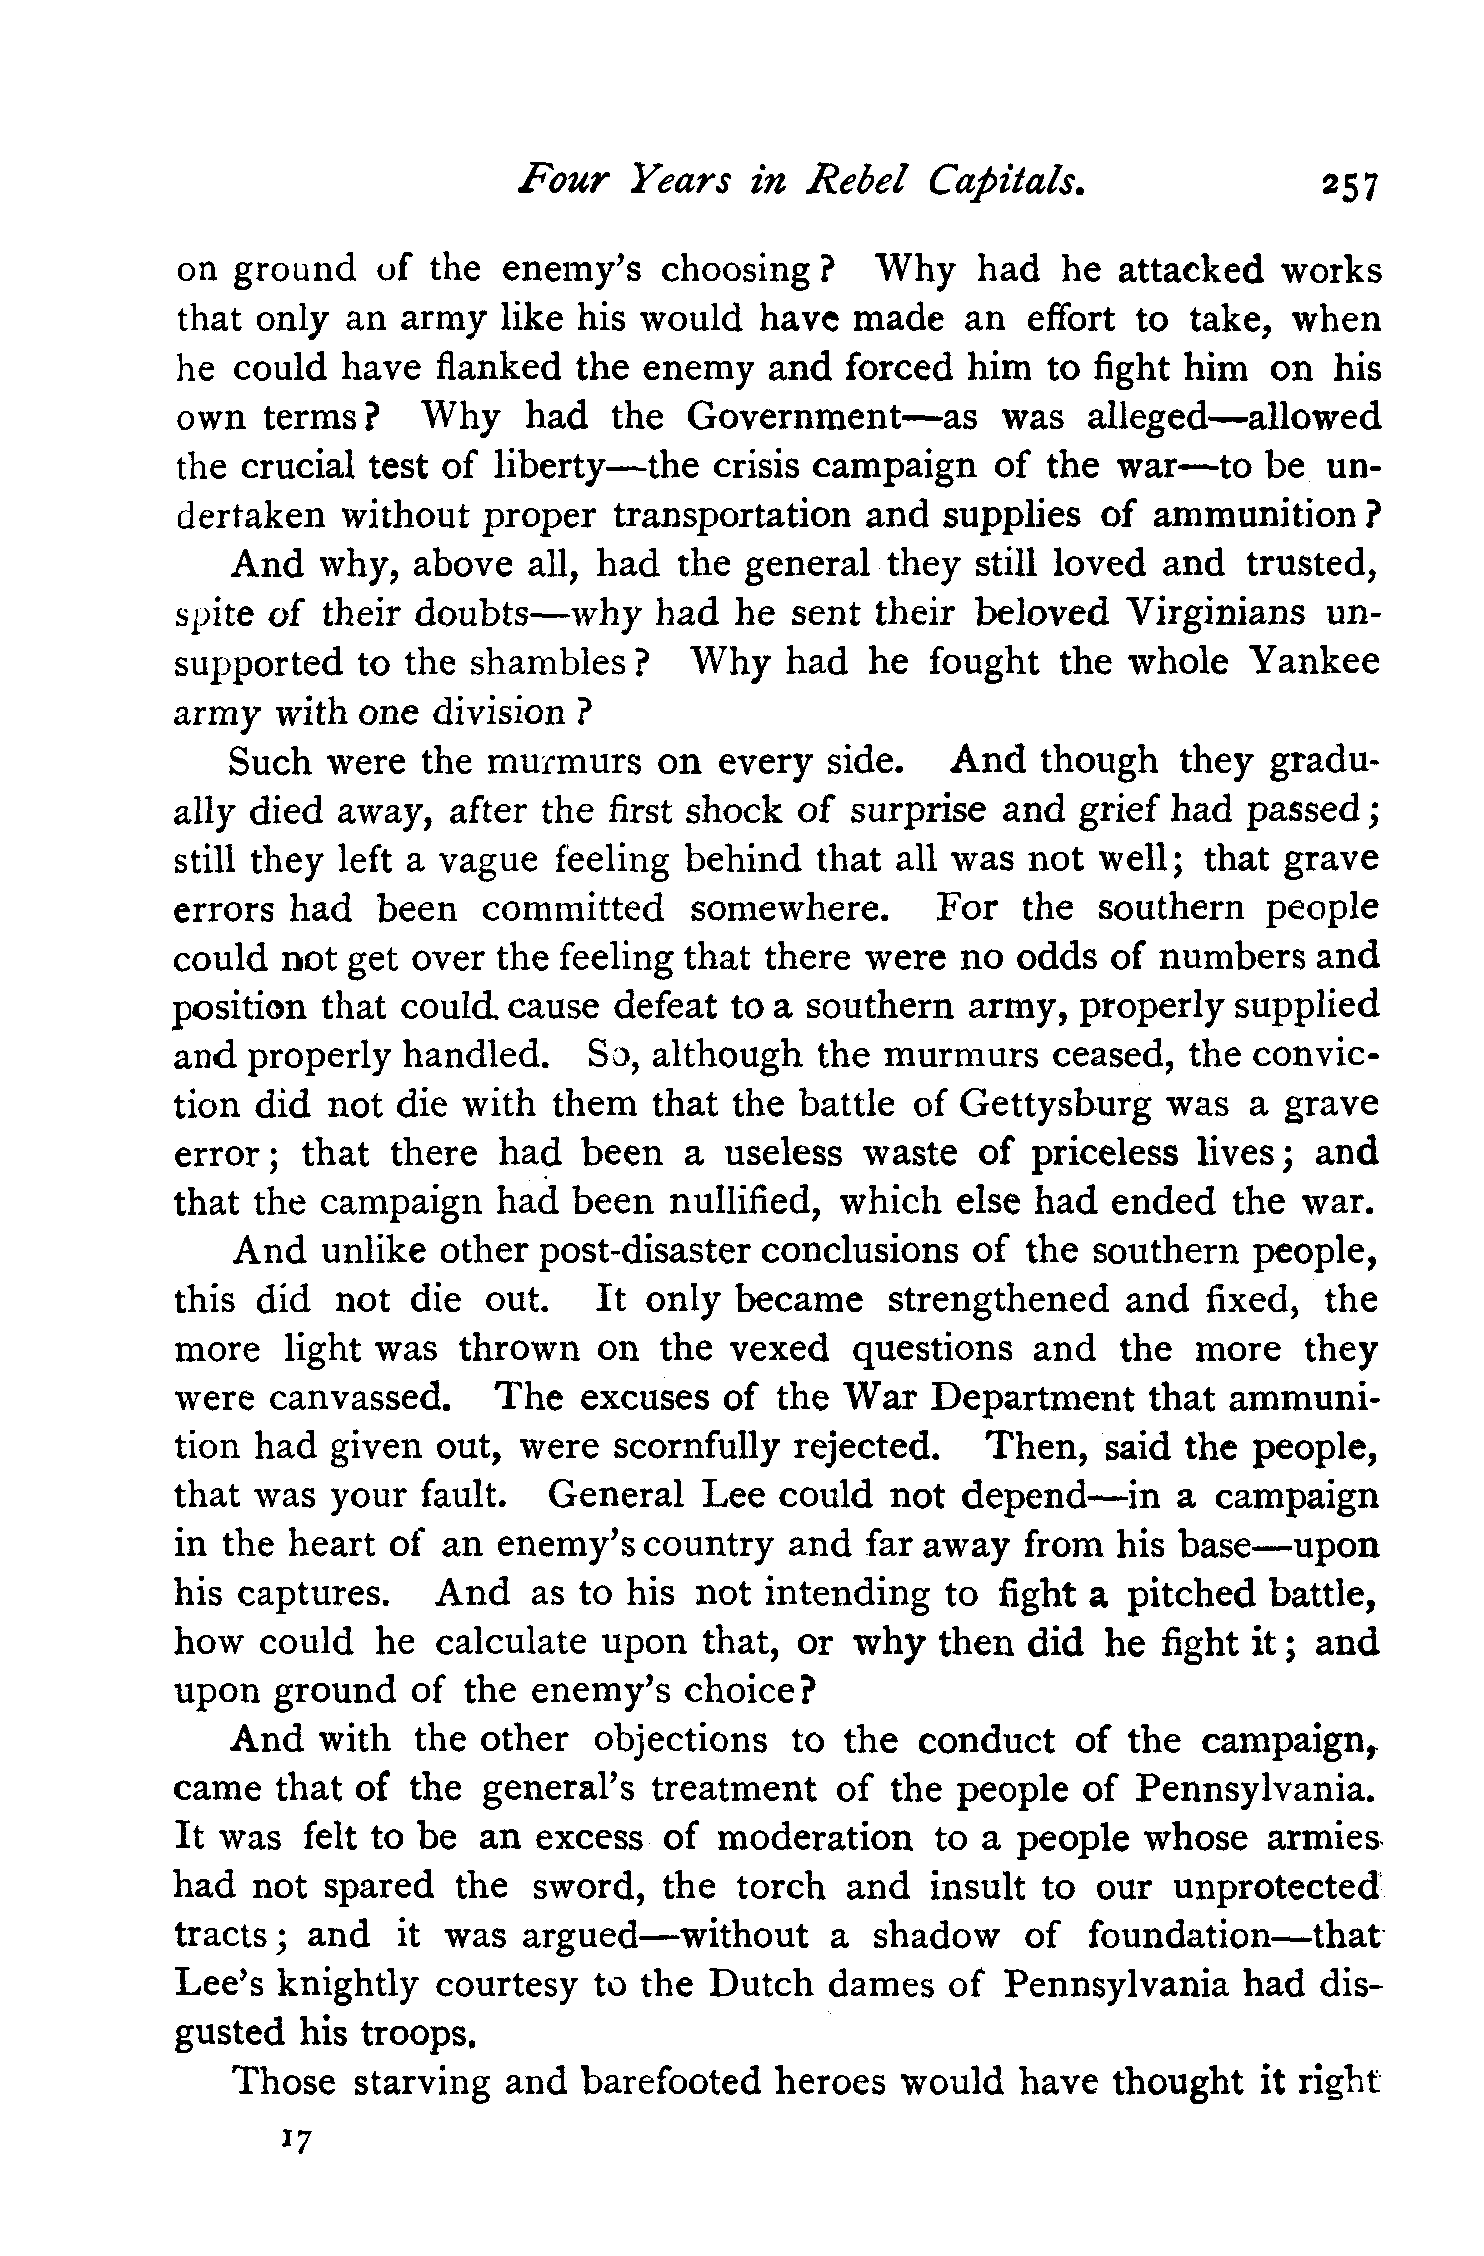 Four Years in Rebel Capitals. 257
on ground of the enemy's choosing? Why had he attacked works
that only an army like his would have made an effort to take, when
he could have flanked the enemy and forced him to fight him on his
own terms? Why had the Government—as was alleged—allowed
the crucial test of liberty—the crisis campaign of the war—to be un-
dertaken without proper transportation and supplies of ammunition?
And why, above all, had the general they still loved and trusted,
spite of their doubts—why had he sent their beloved Virginians un-
supported to the shambles? Why had he fought the whole Yankee
army with one division?
Such were the murmurs on every side. And though they gradu-
ally died away, after the first shock of surprise and grief had passed;
still they left a vague feeling behind that all was not well; that grave
errors had been committed somewhere. For the southern people
could not get over the feeling that there were no odds of numbers and
position that could cause defeat to a southern army, properly supplied
and properly handled. So, although the murmurs ceased, the convic-
tion did not die with them that the battle of Gettysburg was a grave
error; that there had been a useless waste of priceless lives; and
that the campaign had been nullified, which else had ended the war.
And unlike other post-disaster conclusions of the southern people,
this did not die out. It only became strengthened and fixed, the
more light was thrown on the vexed questions and the more they
were canvassed. The excuses of the War Department that ammuni-
tion had given out, were scornfully rejected. Then, said the people,
that was your fault. General Lee could not depend—in a campaign
in the heart of an enemy's country and far away from his base—upon
his captures. And as to his not intending to fight a pitched battle,
how could he calculate upon that, or why then did he fight it; and
upon ground of the enemy's choice?
And with the other objections to the conduct of the campaign,
came that of the general's treatment of the people of Pennsylvania.
It was felt to be an excess of moderation to a people whose armies
had not spared the sword, the torch and insult to our unprotected
tracts; and it was argued—without a shadow of foundation—that
Lee's knightly courtesy to the Dutch dames of Pennsylvania had dis-
gusted his troops.
Those starving and barefooted heroes would have thought it right
17